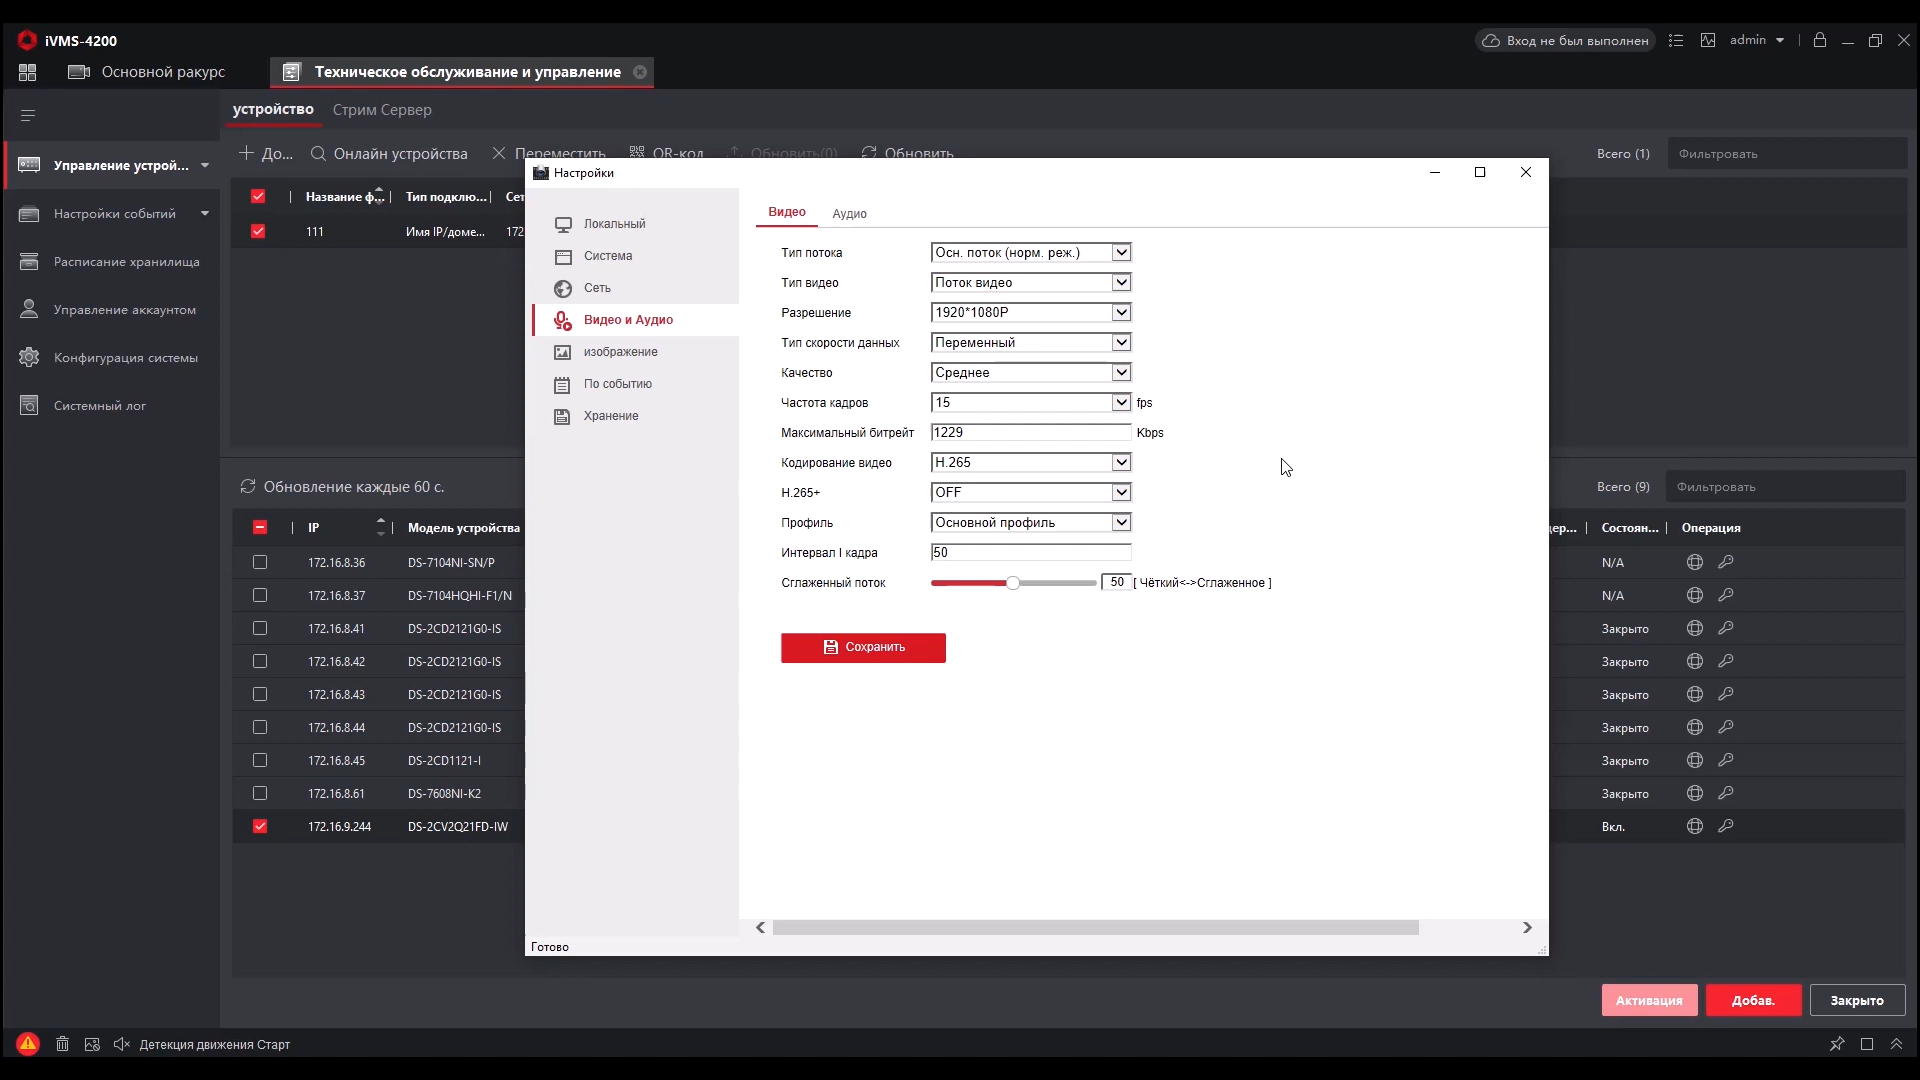 iVMS-4200
Вход не был выполнен
admin
Основной ракурс
Техническое обслуживание и управление
устройство
Стрим Сервер
Управление устрой...
Настройки событий
Расписание хранилища
Управление аккаунтом
Конфигурация системы
Системный лог
До...
Онлайн устройства
Переместить
QR-код
Обновить(0)
Обновить
Всего (1)
Фильтровать
Название ф...
Тип подклю...
Сет
111
Имя IP/доме...
172
Настройки
Локальный
Система
Сеть
Видео и Аудио
изображение
По событию
Хранение
Видео
Аудио
Тип потока
Осн. поток (норм. реж.)
Тип видео
Поток видео
Разрешение
1920*1080P
Тип скорости данных
Переменный
Качество
Среднее
Частота кадров
15
fps
Максимальный битрейт
1229
Kbps
Кодирование видео
H.265
H.265+
OFF
Профиль
Основной профиль
Интервал I кадра
50
Сглаженный поток
50
[ Чёткий<->Сглаженное ]
Сохранить
Готово
Обновление каждые 60 с.
Всего (9)
Фильтровать
IP
Модель устройства
дер...
Состоян...
Операция
172.16.8.36 DS-7104NI-SN/P N/A
172.16.8.37 DS-7104HQHI-F1/N N/A
172.16.8.41 DS-2CD2121G0-IS Закрыто
172.16.8.42 DS-2CD2121G0-IS Закрыто
172.16.8.43 DS-2CD2121G0-IS Закрыто
172.16.8.44 DS-2CD2121G0-IS Закрыто
172.16.8.45 DS-2CD1121-I Закрыто
172.16.8.61 DS-7608NI-K2 Закрыто
172.16.9.244 DS-2CV2Q21FD-IW Вкл.
Активация
Добав.
Закрыто
Детекция движения Старт